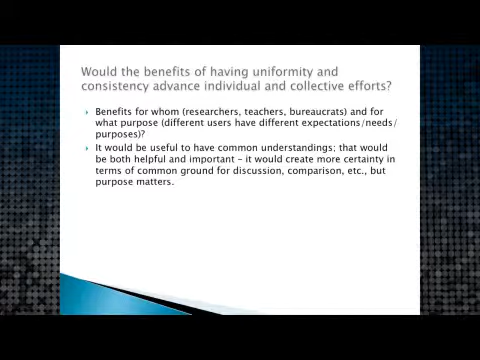 Would the benefits of having uniformity and
consistency advance individual and collective efforts?
Benefits for whom (researchers, teachers, bureaucrats) and for
what purpose (different users have different expectations/needs/
purposes)?
It would be useful to have common understandings; that would
be both helpful and important – it would create more certainty in
terms of common ground for discussion, comparison, etc., but
purpose matters.